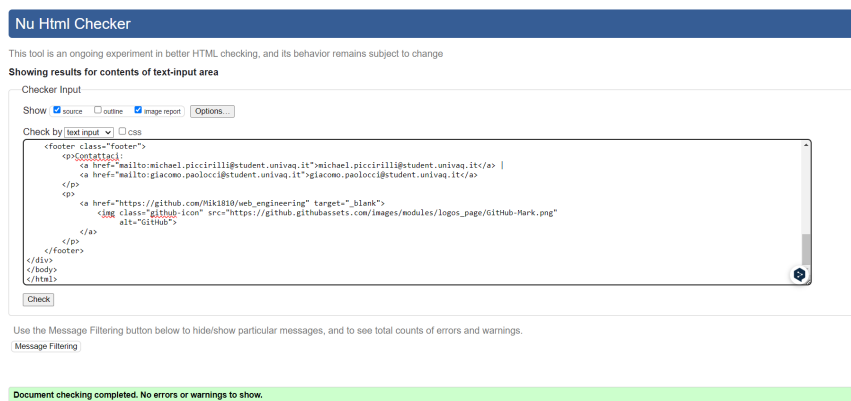 Nu Html Checker
This tool is an ongoing experiment in better HTML checking, and its behavior remains subject to change
Showing results for contents of text-input area
Checker Input
Show source outline image report Options...
Check by text input css
<footer class="footer">
<p>Contattaci:
<a href="mailto:michael.piccirilli@student.univaq.it">michael.piccirilli@student.univaq.it</a> |
<a href="mailto:giacomo.paolocci@student.univaq.it">giacomo.paolocci@student.univaq.it</a>
</p>
<p>
<a href="https://github.com/Mik1810/web_engineering" target="_blank">
<img class="github-icon" src="https://github.githubassets.com/images/modules/logos_page/GitHub-Mark.png"
alt="GitHub">
</a>
</p>
</footer>
</div>
</body>
</html>
Check
Use the Message Filtering button below to hide/show particular messages, and to see total counts of errors and warnings.
Message Filtering
Document checking completed. No errors or warnings to show.